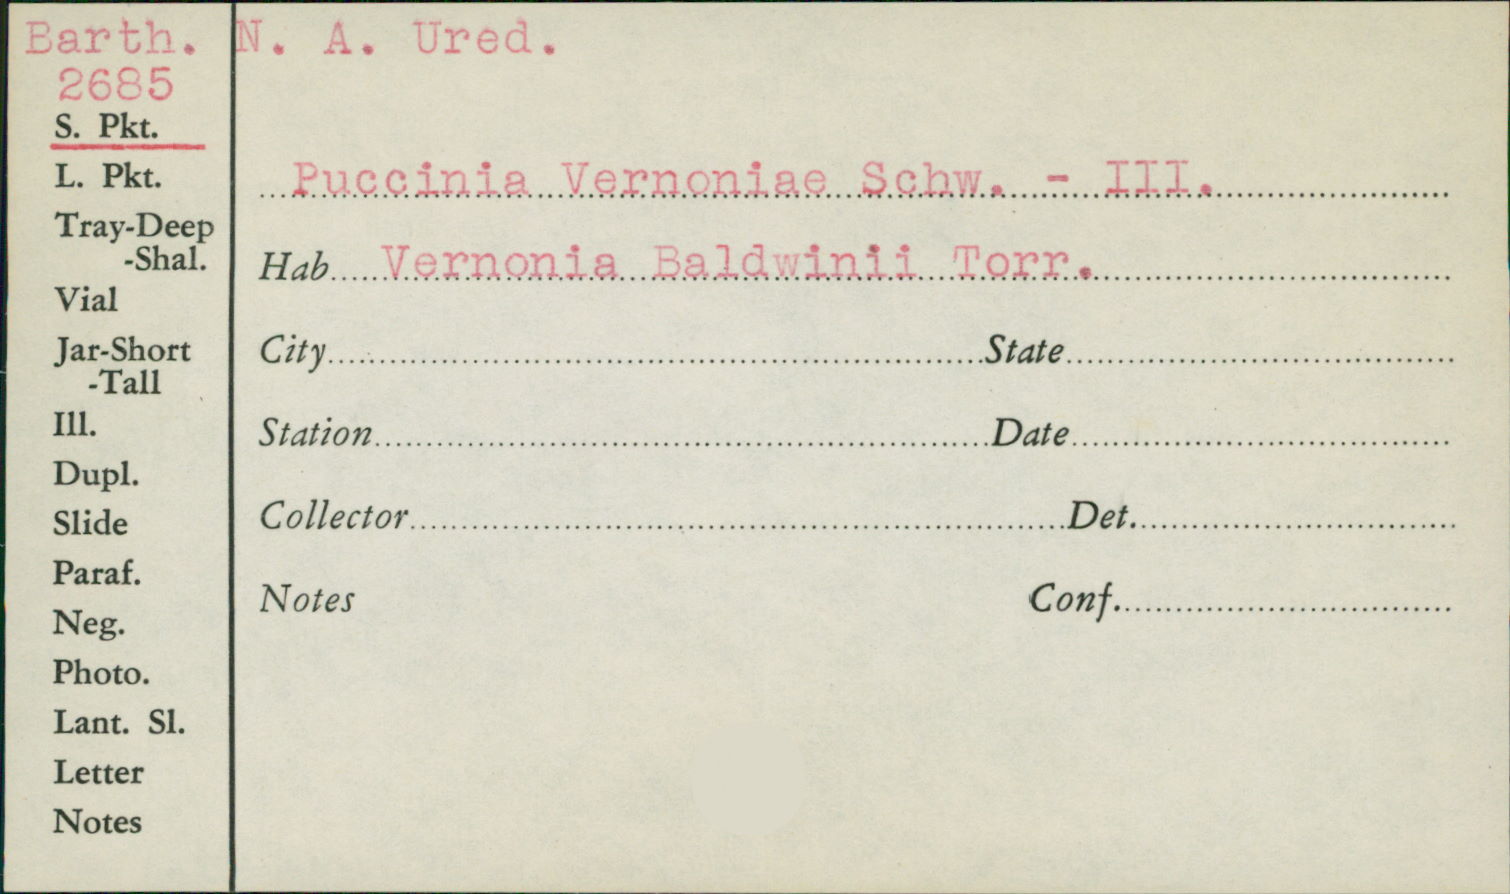 Barth. N. A. Ured.
2685
S. Pkt.
L. Pkt.
Tray-Deep
-Shal.
Vial
Jar-Short
-Tall
Ill.
Dupl.
Slide
Paraf.
Neg.
Photo.
Lant. Sl.
Letter
Notes
Puccinia Vernoniae Schw. - III.
Hab. Vernonia Baldwinii Torr.
City State
Station Date
Collector Det.
Notes Conf.